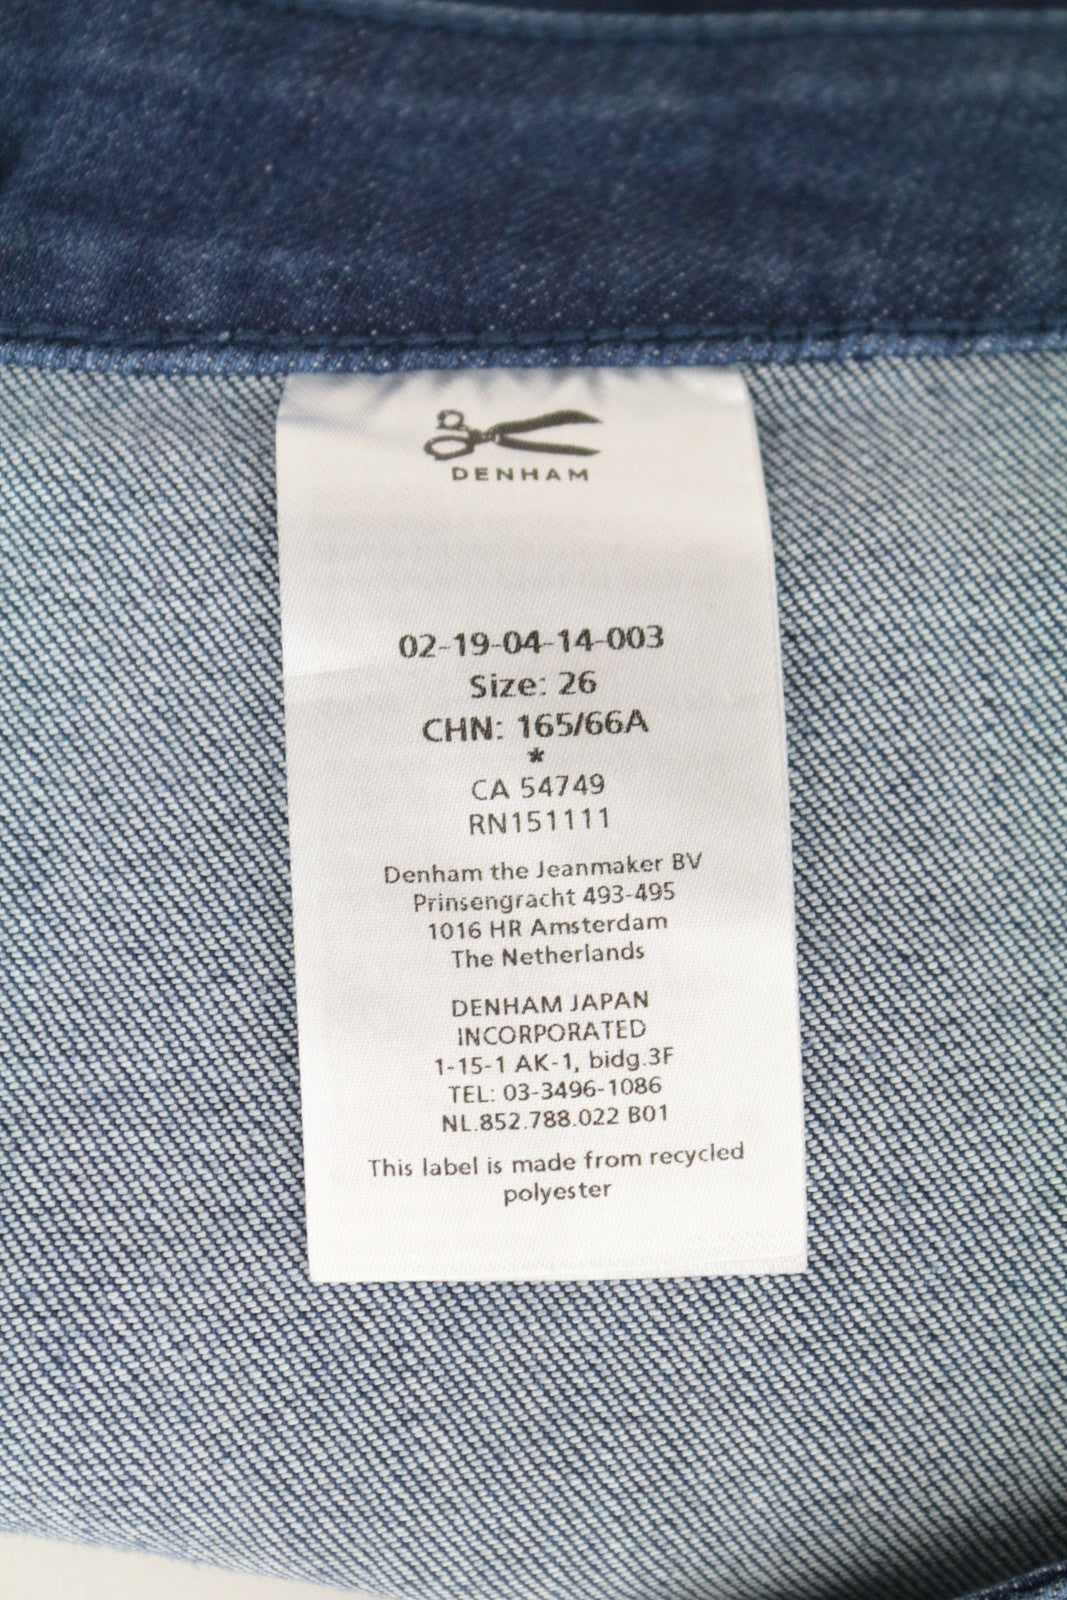 DENHAM
02-19-04-14-003
Size: 26
CHN: 165/66A
*
CA 54749
RN151111
Denham the Jeanmaker BV
Prinsengracht 493-495
1016 HR Amsterdam
The Netherlands
DENHAM JAPAN
INCORPORATED
1-15-1 AK-1, bidg.3F
TEL: 03-3496-1086
NL.852.788.022 B01
This label is made from recycled
polyester